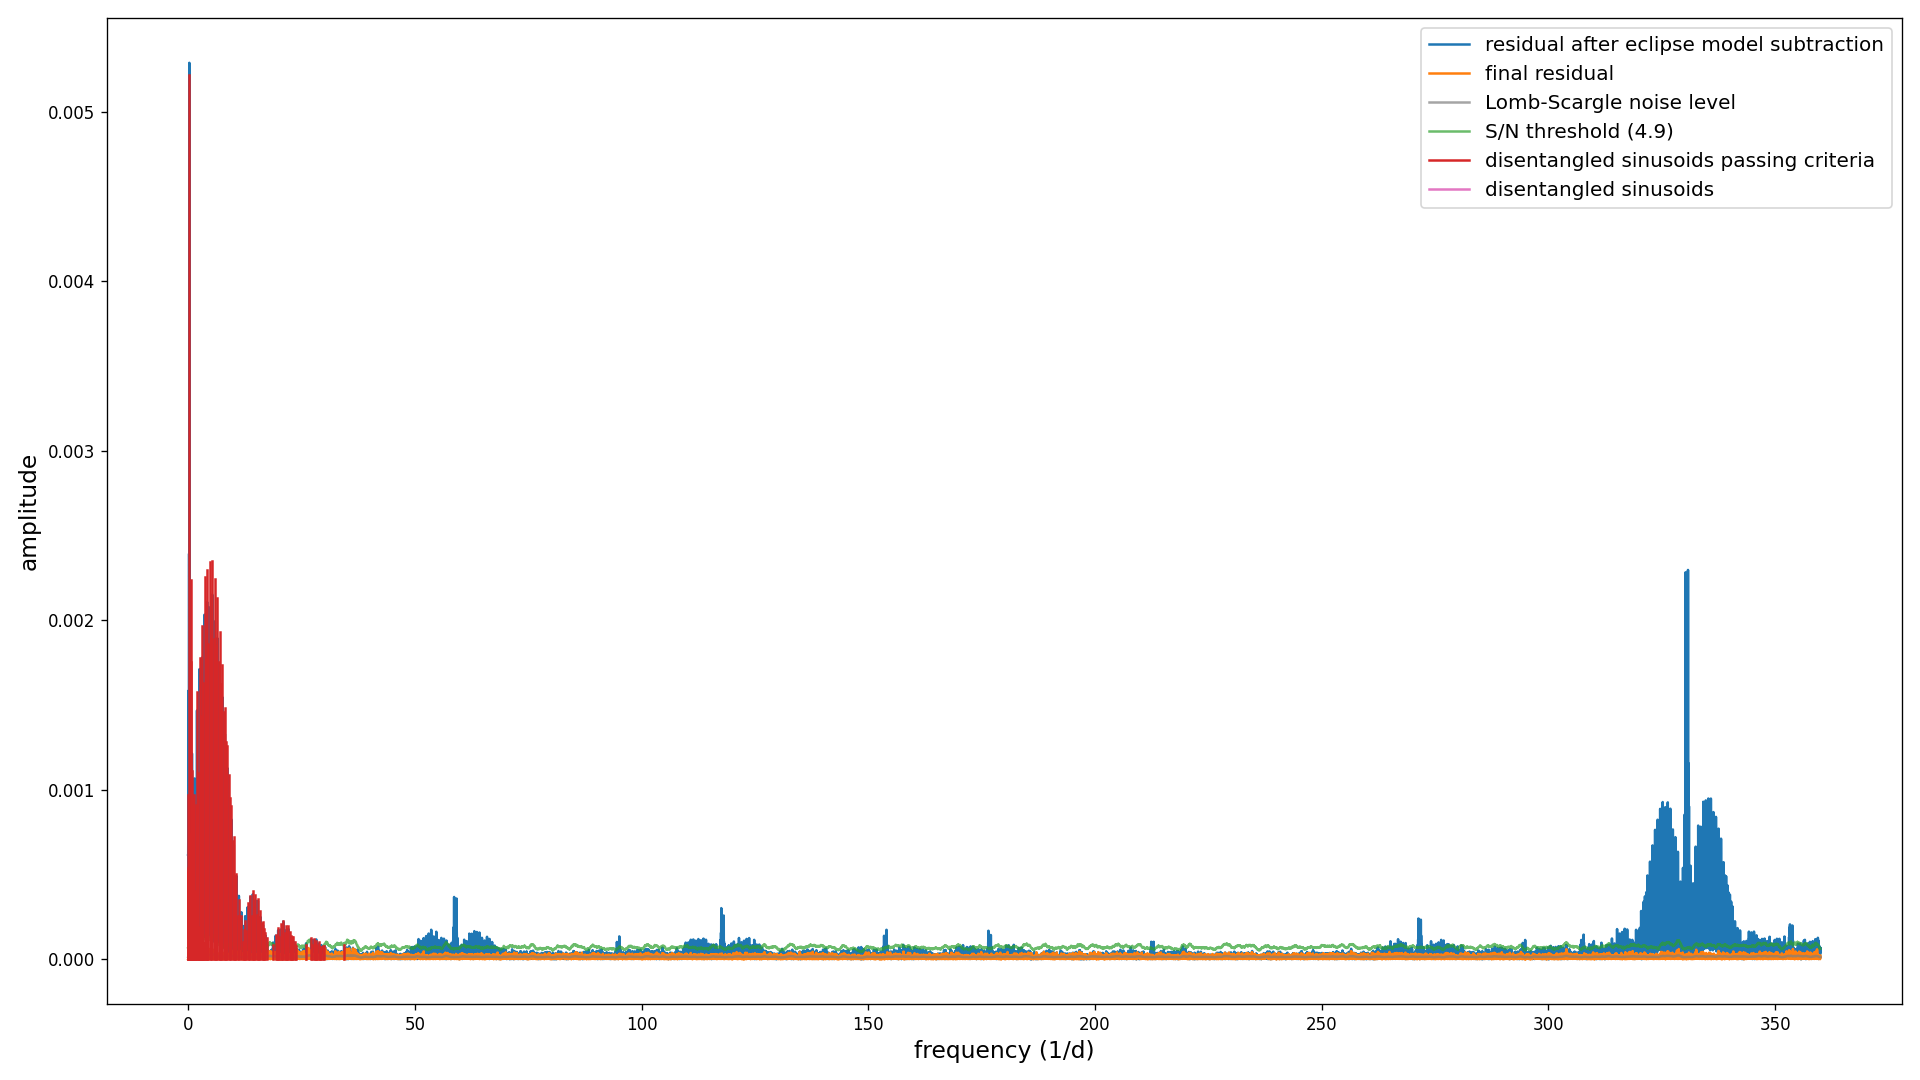 residual after eclipse model subtraction
final residual
Lomb-Scargle noise level
S/N threshold (4.9)
disentangled sinusoids passing criteria
disentangled sinusoids
0.005
0.004
0.003
0.002
0.001
0.000
amplitude
0 50 100 150 200 250 300 350
frequency (1/d)